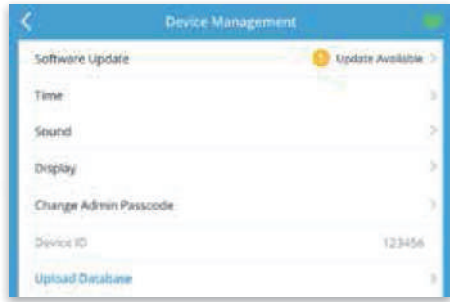 Device Management
Software Update Update Available
Time
Sound
Display
Change Admin Passcode
Device ID 123456
Upload Database